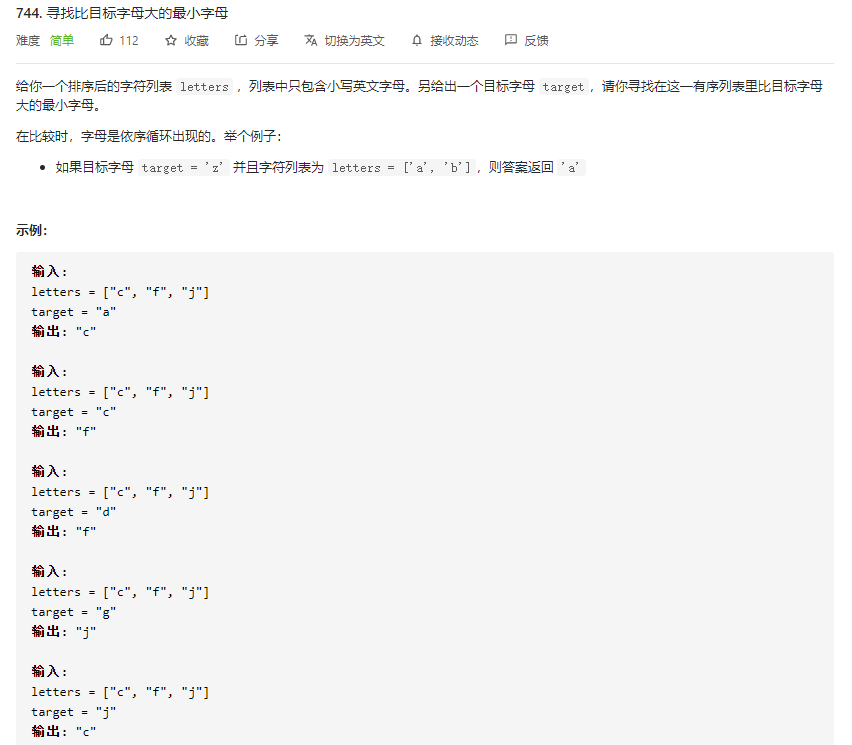 744. 寻找比目标字母大的最小字母
难度 简单 112 收藏 分享 切换为英文 接收动态 反馈
给你一个排序后的字符列表 letters ，列表中只包含小写英文字母。另给出一个目标字母 target，请你寻找在这一有序列表里比目标字母
大的最小字母。
在比较时，字母是依序循环出现的。举个例子：
• 如果目标字母 target = 'z' 并且字符列表为 letters = ['a', 'b']，则答案返回 'a'
示例：
输入：
letters = ["c", "f", "j"]
target = "a"
输出: "c"
输入：
letters = ["c", "f", "j"]
target = "c"
输出: "f"
输入：
letters = ["c", "f", "j"]
target = "d"
输出: "f"
输入：
letters = ["c", "f", "j"]
target = "g"
输出: "j"
输入：
letters = ["c", "f", "j"]
target = "j"
输出: "c"